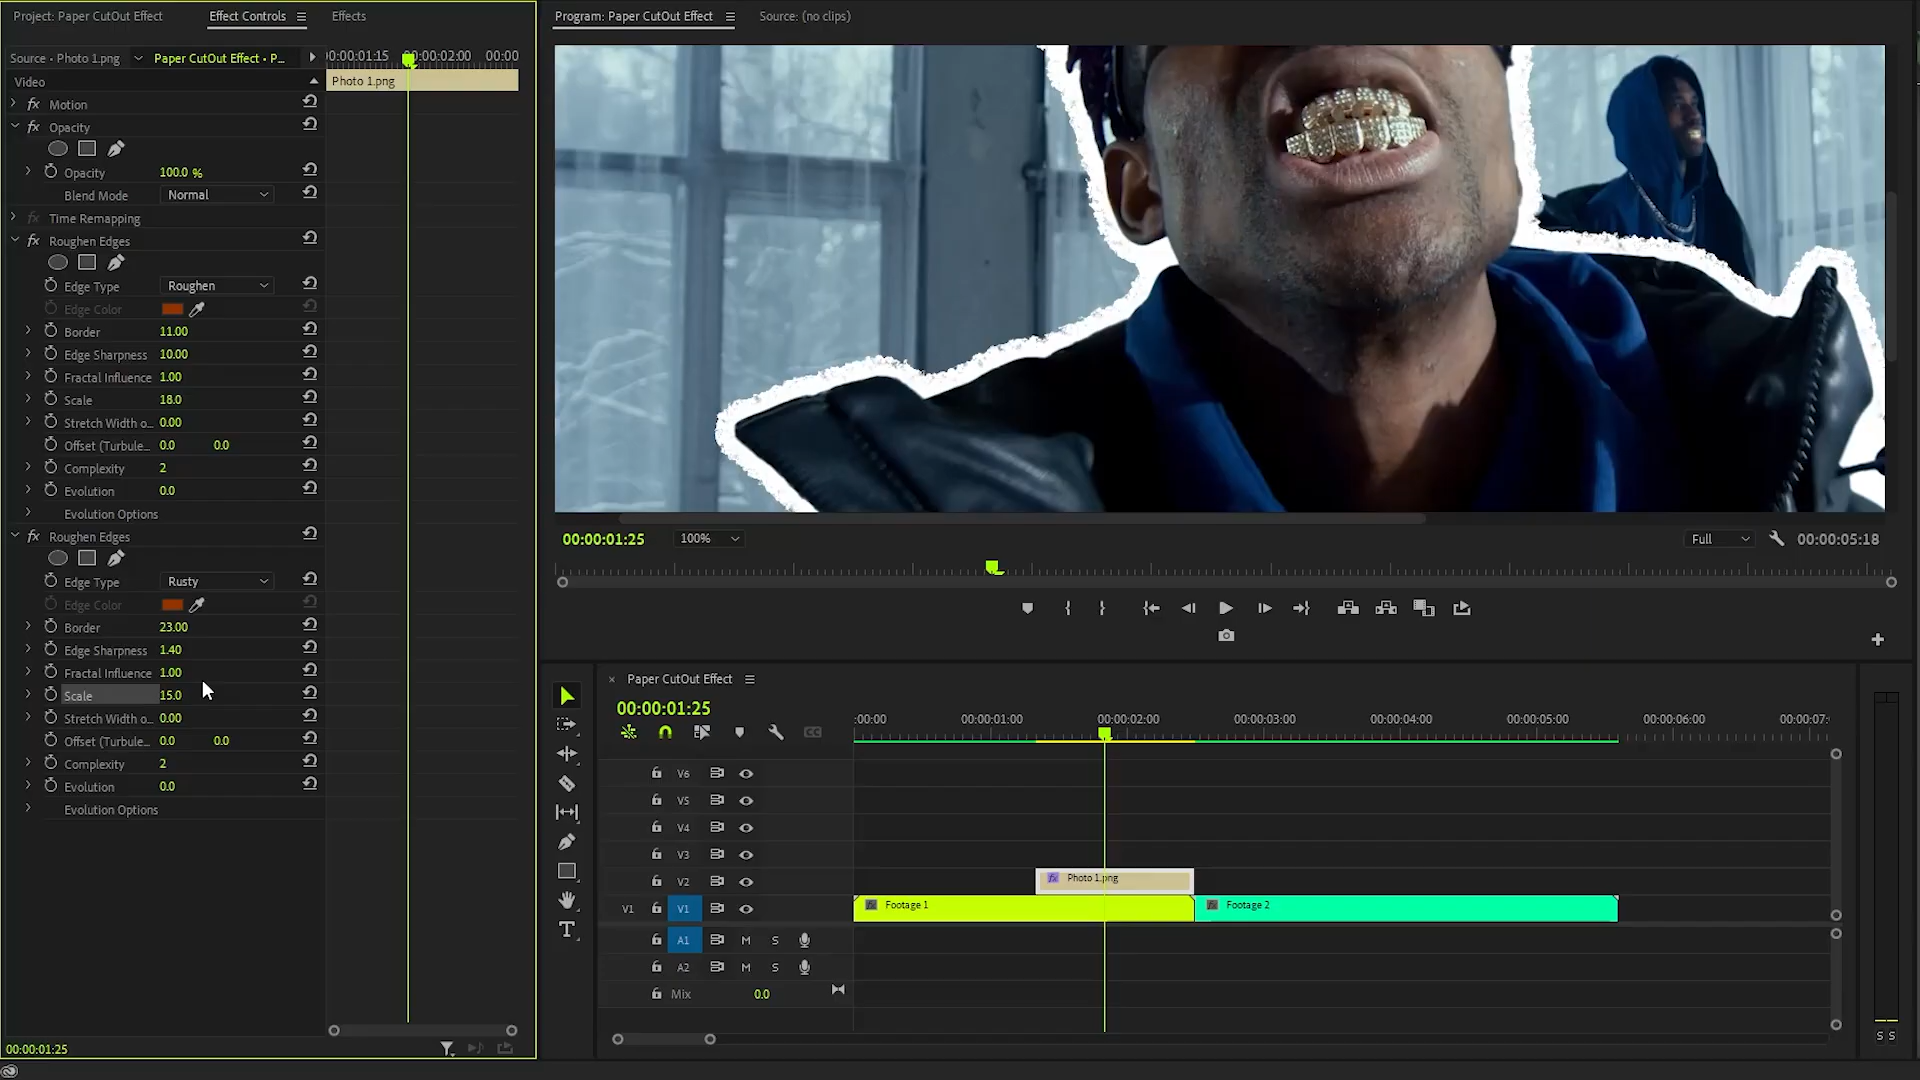 Project: Paper CutOut Effect
Effect Controls
Effects
Source • Photo 1.png
Paper CutOut Effect • P...
00:00:01:15
00:00:02:00
00:00
Video
Photo 1.png
fx Motion
fx Opacity
Opacity 100.0 %
Blend Mode Normal
fx Time Remapping
fx Roughen Edges
Edge Type Roughen
Edge Color
Border 11.00
Edge Sharpness 10.00
Fractal Influence 1.00
Scale 18.0
Stretch Width o... 0.00
Offset (Turbule... 0.0 0.0
Complexity 2
Evolution 0.0
Evolution Options
fx Roughen Edges
Edge Type Rusty
Edge Color
Border 23.00
Edge Sharpness 1.40
Fractal Influence 1.00
Scale 15.0
Stretch Width o... 0.00
Offset (Turbule... 0.0 0.0
Complexity 2
Evolution 0.0
Evolution Options
00:00:01:25
Program: Paper CutOut Effect
Source: (no clips)
00:00:01:25
100%
Full
00:00:05:18
× Paper CutOut Effect
00:00:01:25
:00:00
00:00:01:00
00:00:02:00
00:00:03:00
00:00:04:00
00:00:05:00
00:00:06:00
00:00:07:
V6
V5
V4
V3
V2
fx Photo 1.png
V1 V1
fx Footage 1
fx Footage 2
A1 M S
A2 M S
Mix 0.0
S S